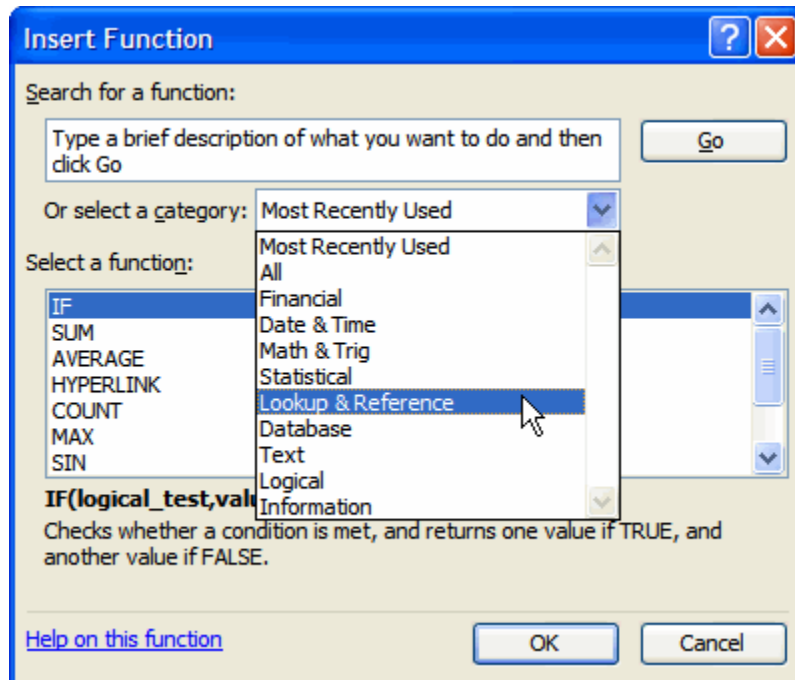 Insert Function
Search for a function:
Type a brief description of what you want to do and then
click Go
Go
Or select a category: Most Recently Used
Most Recently Used
All
Financial
Date & Time
Math & Trig
Statistical
Lookup & Reference
Database
Text
Logical
Information
Select a function:
IF
SUM
AVERAGE
HYPERLINK
COUNT
MAX
SIN
IF(logical_test,
Checks whether a condition is met, and returns one value if TRUE, and
another value if FALSE.
Help on this function
OK
Cancel